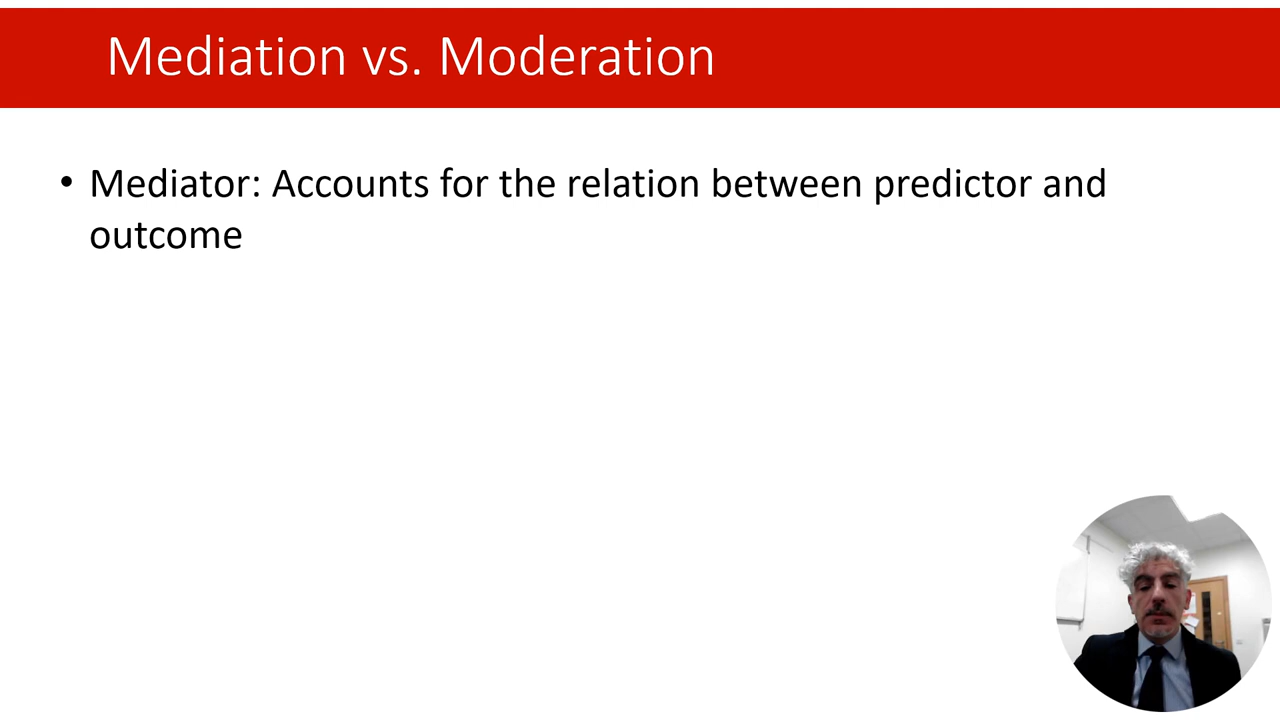 Mediation vs. Moderation
• Mediator: Accounts for the relation between predictor and
outcome